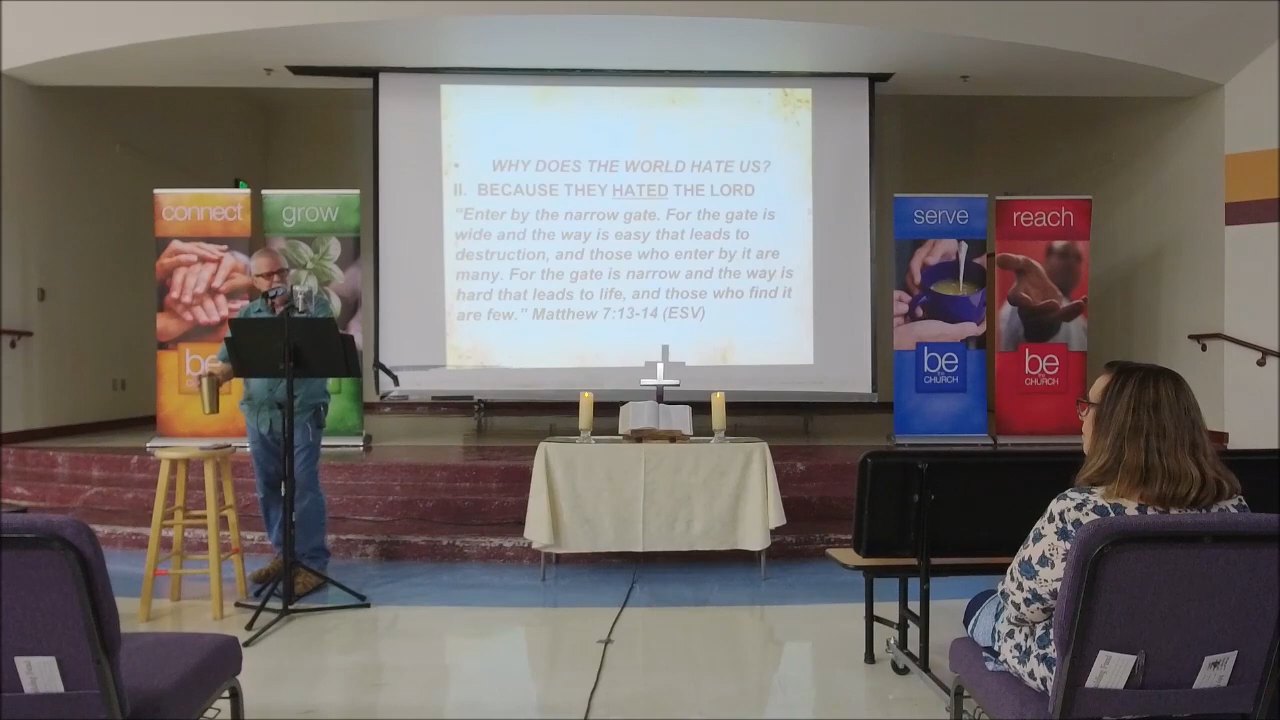 WHY DOES THE WORLD HATE US?
II. BECAUSE THEY HATED THE LORD
"Enter by the narrow gate. For the gate is
wide and the way is easy that leads to
destruction, and those who enter by it are
many. For the gate is narrow and the way is
hard that leads to life, and those who find it
are few." Matthew 7:13-14 (ESV)
connect
grow
serve
reach
be
be
CHURCH
be
CHURCH